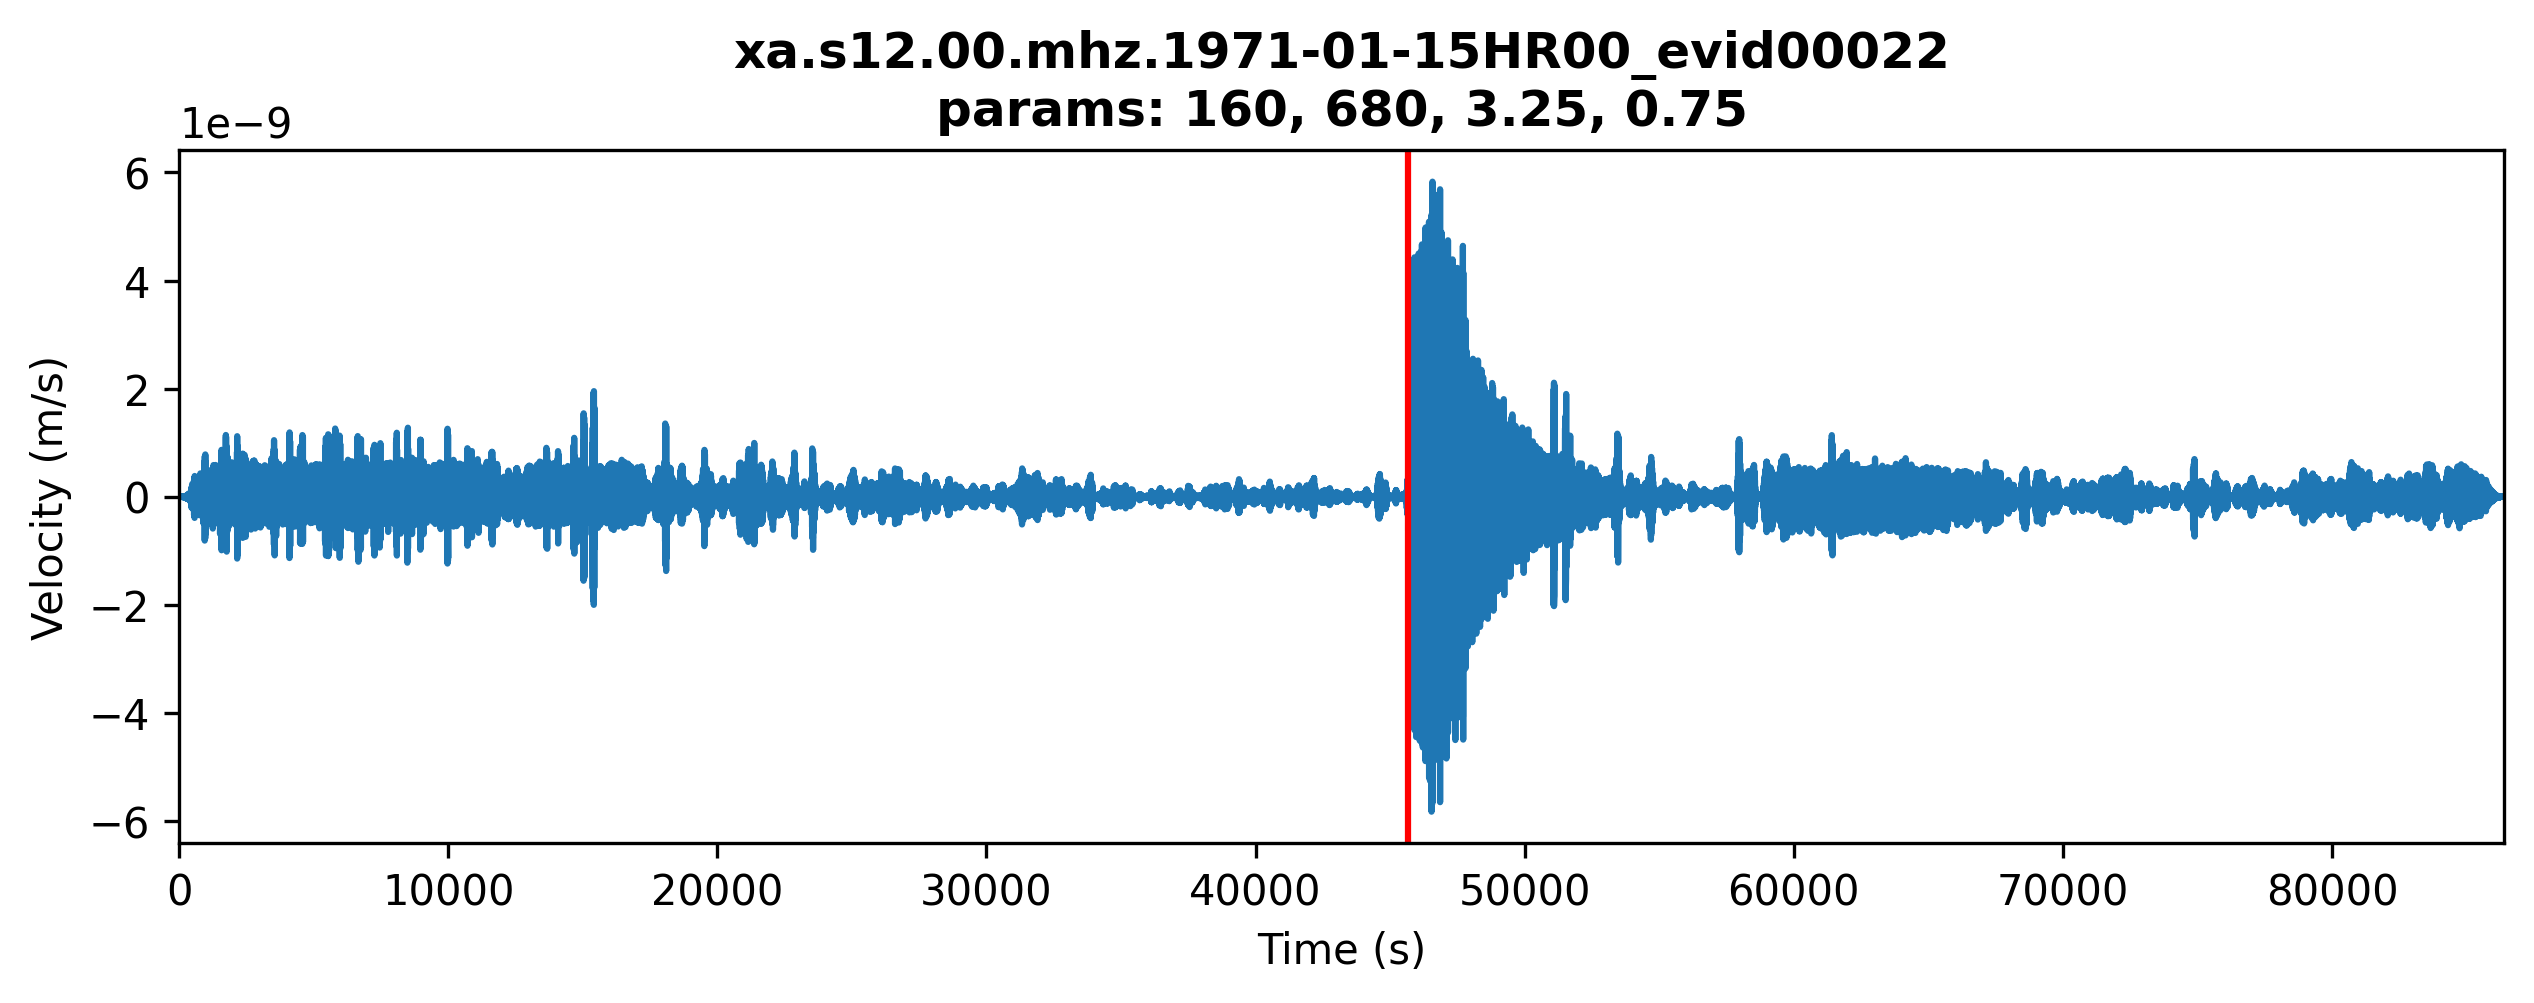 xa.s12.00.mhz.1971-01-15HR00_evid00022
params: 160, 680, 3.25, 0.75
1e−9
6
4
2
0
−2
−4
−6
Velocity (m/s)
0 10000 20000 30000 40000 50000 60000 70000 80000
Time (s)